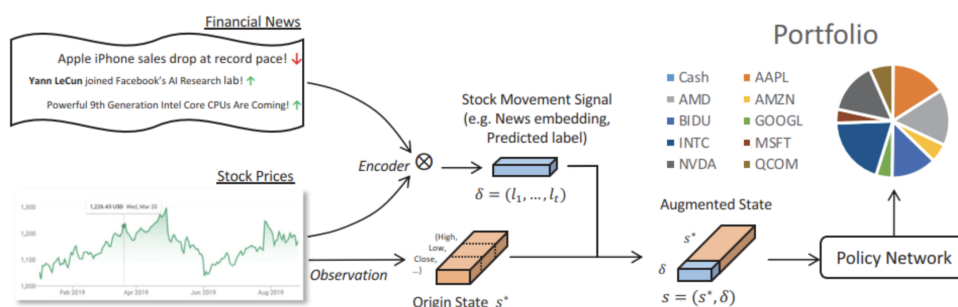 Financial News
Apple iPhone sales drop at record pace! ↓
Yann LeCun joined Facebook's AI Research lab! ↑
Powerful 9th Generation Intel Core CPUs Are Coming! ↑
Stock Prices
1,226.43 USD Wed, Mar 20
1,300
1,200
1,100
1,000
Feb 2019
Apr 2019
Jun 2019
Aug 2019
Encoder
⊗
Observation
Stock Movement Signal
(e.g. News embedding,
Predicted label)
δ = (l₁, ..., lₜ)
(High,
Low,
Close,
...)
Origin State s*
Augmented State
s*
δ
s = (s*, δ)
Policy Network
Portfolio
Cash
AAPL
AMD
AMZN
BIDU
GOOGL
INTC
MSFT
NVDA
QCOM